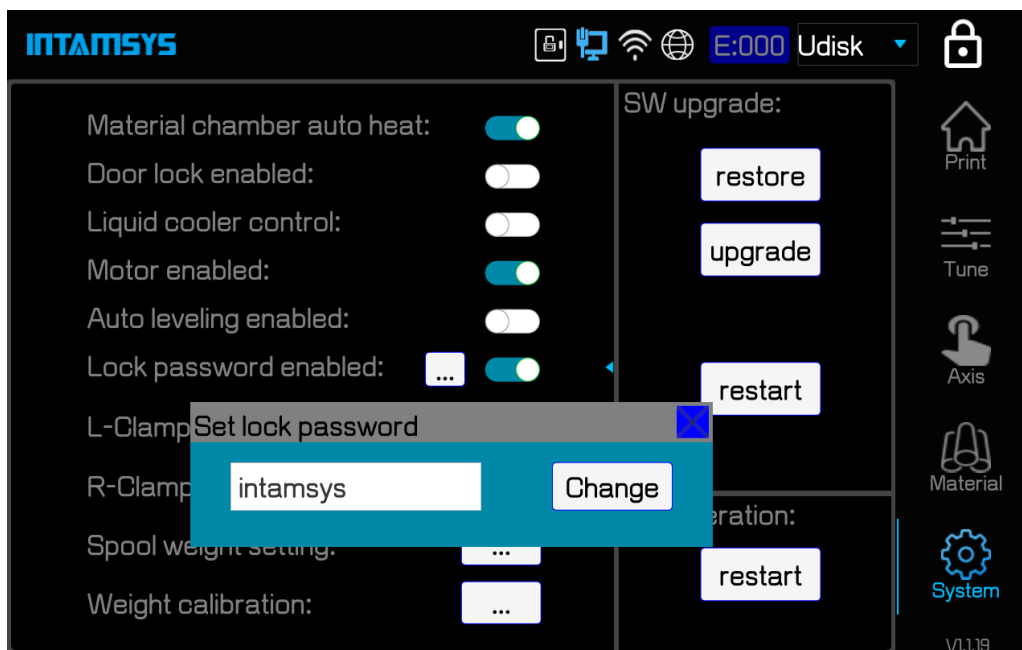 INTAMSYS
E:000 Udisk
Material chamber auto heat:
Door lock enabled:
Liquid cooler control:
Motor enabled:
Auto leveling enabled:
Lock password enabled: ...
L-Clamp
R-Clamp
Spool weight setting: ...
Weight calibration: ...
Set lock password
intamsys
Change
SW upgrade:
restore
upgrade
restart
eration:
restart
Print
Tune
Axis
Material
System
V1.1.19